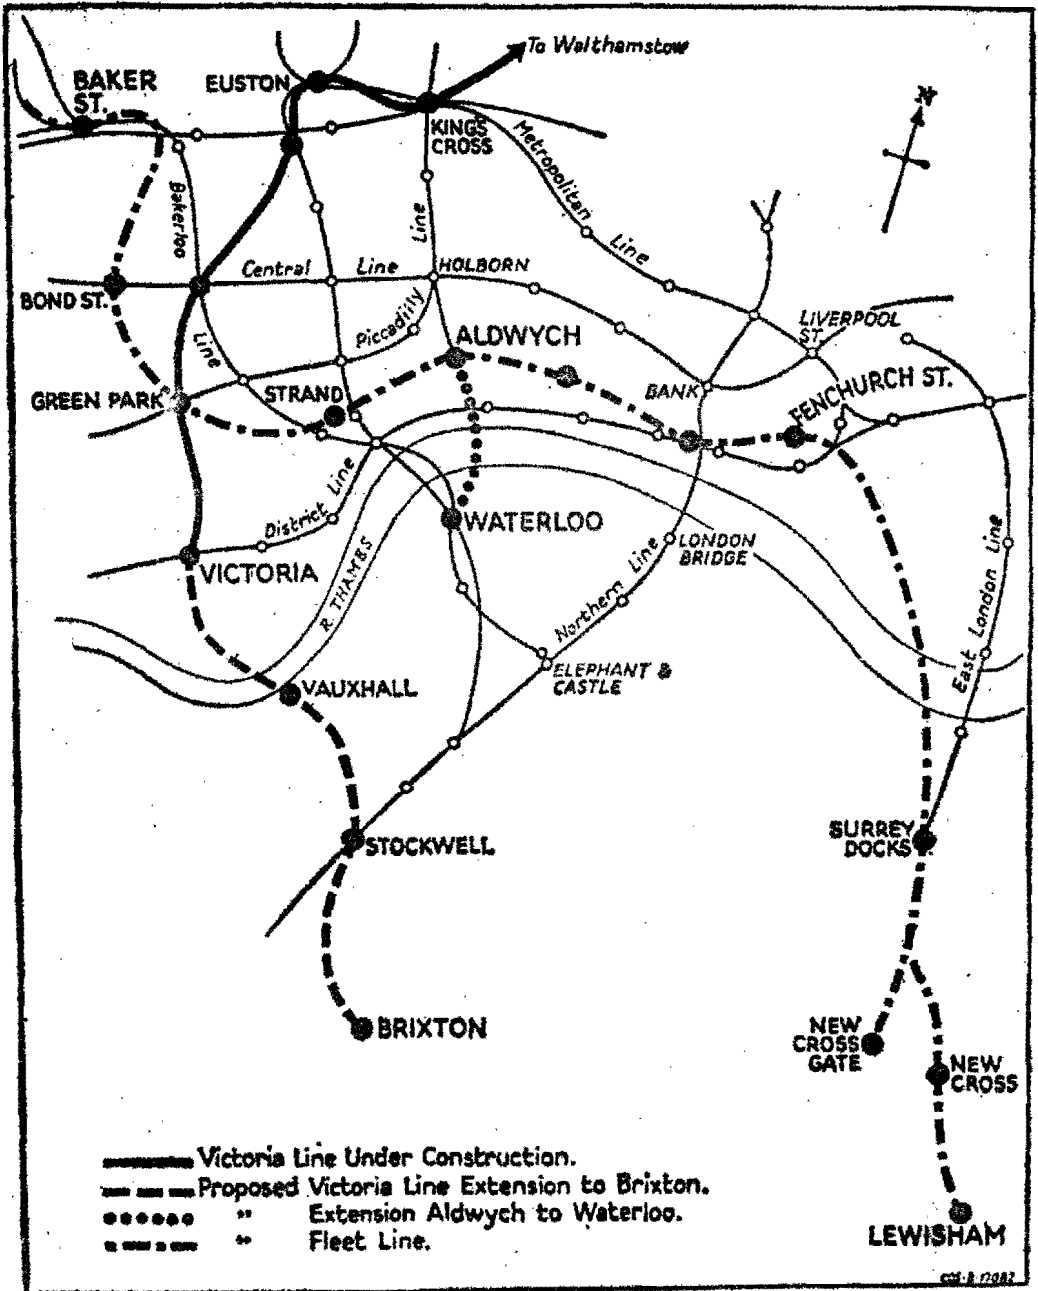 To Walthamstow
BAKER
ST.
EUSTON
KINGS
CROSS
N
Metropolitan
Line
Bakerloo
Line
Line
Central Line
HOLBORN
BOND ST.
Piccadilly
ALDWYCH
LIVERPOOL
ST.
GREEN PARK
STRAND
BANK
FENCHURCH ST.
District Line
WATERLOO
VICTORIA
R. THAMES
LONDON
BRIDGE
Northern Line
East London Line
ELEPHANT &
CASTLE
VAUXHALL
STOCKWELL
SURREY
DOCKS
BRIXTON
NEW
CROSS
GATE
NEW
CROSS
LEWISHAM
Victoria Line Under Construction.
Proposed Victoria Line Extension to Brixton.
" Extension Aldwych to Waterloo.
" Fleet Line.